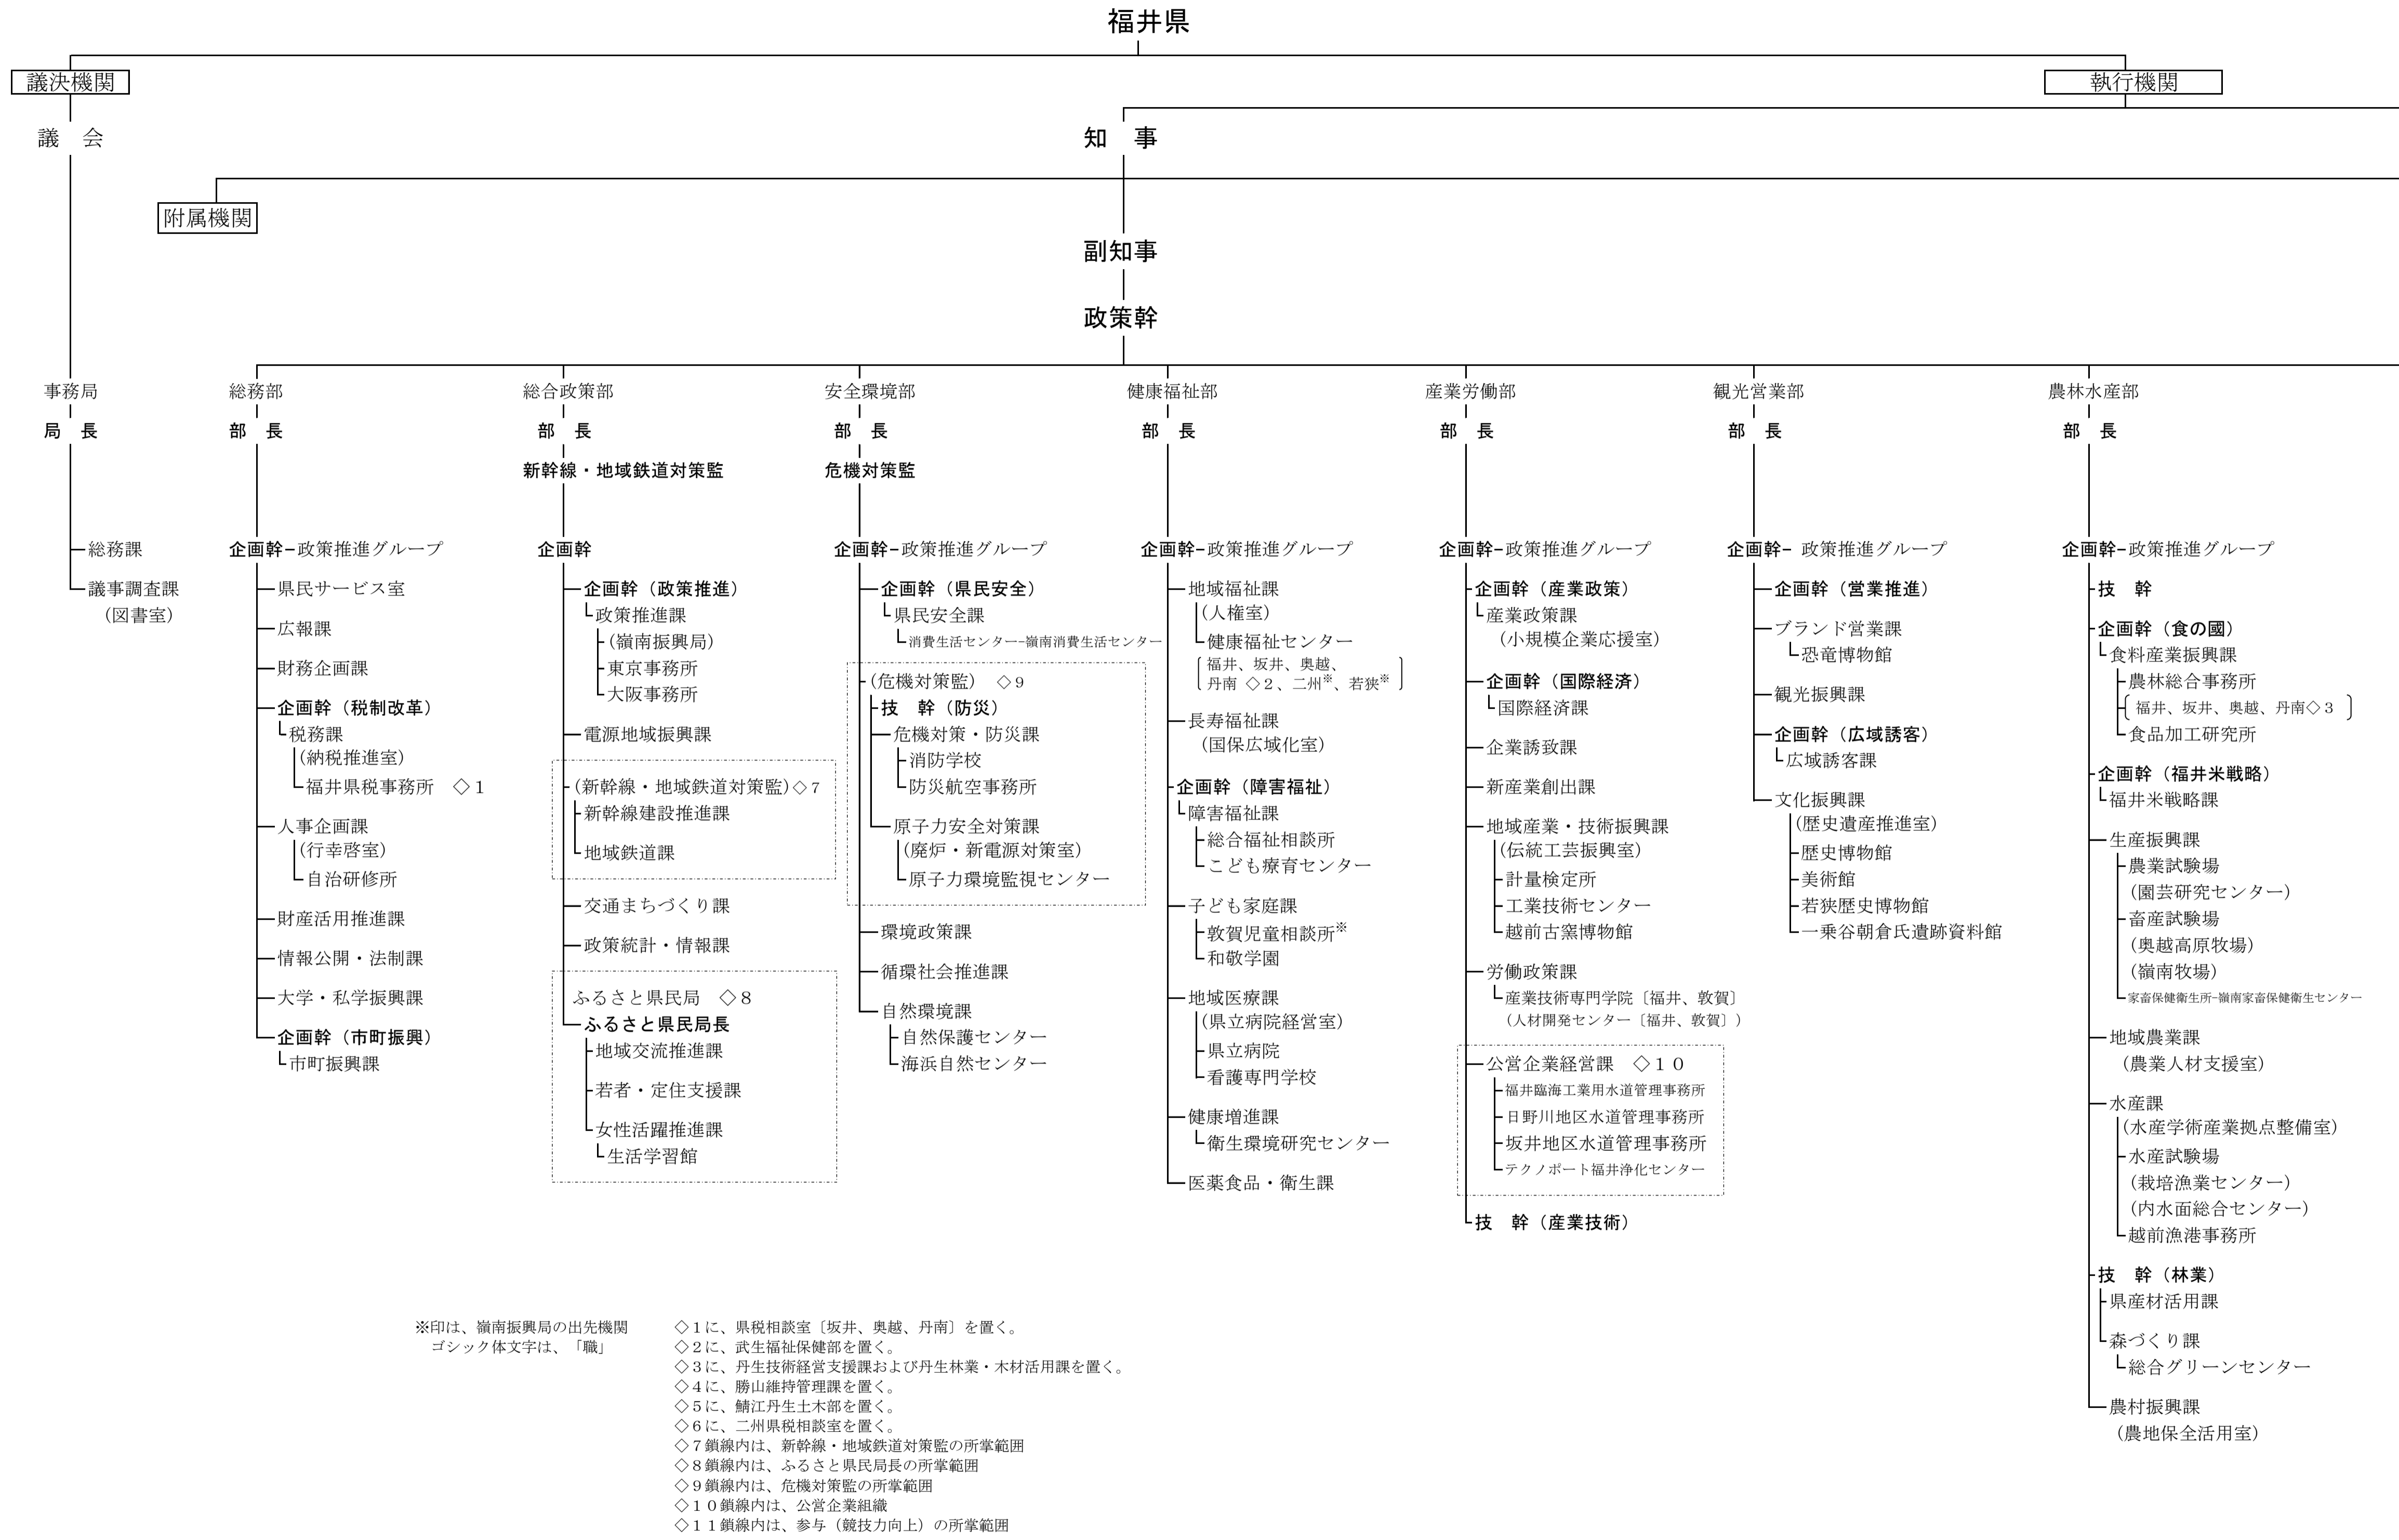 福井県
議決機関
執行機関
議　会
知　事
附属機関
副知事
政策幹
事務局
局　長
総務課
議事調査課
（図書室）
総務部
部　長
企画幹−政策推進グループ
県民サービス室
広報課
財務企画課
企画幹（税制改革）
税務課
（納税推進室）
福井県税事務所　◇１
人事企画課
（行幸啓室）
自治研修所
財産活用推進課
情報公開・法制課
大学・私学振興課
企画幹（市町振興）
市町振興課
総合政策部
部　長
新幹線・地域鉄道対策監
企画幹
企画幹（政策推進）
政策推進課
（嶺南振興局）
東京事務所
大阪事務所
電源地域振興課
（新幹線・地域鉄道対策監）◇７
新幹線建設推進課
地域鉄道課
交通まちづくり課
政策統計・情報課
ふるさと県民局　◇８
ふるさと県民局長
地域交流推進課
若者・定住支援課
女性活躍推進課
生活学習館
安全環境部
部　長
危機対策監
企画幹−政策推進グループ
企画幹（県民安全）
県民安全課
消費生活センター−嶺南消費生活センター
（危機対策監）　◇９
技　幹（防災）
危機対策・防災課
消防学校
防災航空事務所
原子力安全対策課
（廃炉・新電源対策室）
原子力環境監視センター
環境政策課
循環社会推進課
自然環境課
自然保護センター
海浜自然センター
健康福祉部
部　長
企画幹−政策推進グループ
地域福祉課
（人権室）
健康福祉センター
〔福井、坂井、奥越、
丹南 ◇２、二州※、若狭※〕
長寿福祉課
（国保広域化室）
企画幹（障害福祉）
障害福祉課
総合福祉相談所
こども療育センター
子ども家庭課
敦賀児童相談所※
和敬学園
地域医療課
（県立病院経営室）
県立病院
看護専門学校
健康増進課
衛生環境研究センター
医薬食品・衛生課
産業労働部
部　長
企画幹−政策推進グループ
企画幹（産業政策）
産業政策課
（小規模企業応援室）
企画幹（国際経済）
国際経済課
企業誘致課
新産業創出課
地域産業・技術振興課
（伝統工芸振興室）
計量検定所
工業技術センター
越前古窯博物館
労働政策課
産業技術専門学院〔福井、敦賀〕
（人材開発センター〔福井、敦賀〕）
公営企業経営課　◇１０
福井臨海工業用水道管理事務所
日野川地区水道管理事務所
坂井地区水道管理事務所
テクノポート福井浄化センター
技　幹（産業技術）
観光営業部
部　長
企画幹− 政策推進グループ
企画幹（営業推進）
ブランド営業課
恐竜博物館
観光振興課
企画幹（広域誘客）
広域誘客課
文化振興課
（歴史遺産推進室）
歴史博物館
美術館
若狭歴史博物館
一乗谷朝倉氏遺跡資料館
農林水産部
部　長
企画幹−政策推進グループ
技　幹
企画幹（食の國）
食料産業振興課
農林総合事務所
〔福井、坂井、奥越、丹南◇３〕
食品加工研究所
企画幹（福井米戦略）
福井米戦略課
生産振興課
農業試験場
（園芸研究センター）
畜産試験場
（奥越高原牧場）
（嶺南牧場）
家畜保健衛生所−嶺南家畜保健衛生センター
地域農業課
（農業人材支援室）
水産課
（水産学術産業拠点整備室）
水産試験場
（栽培漁業センター）
（内水面総合センター）
越前漁港事務所
技　幹（林業）
県産材活用課
森づくり課
総合グリーンセンター
農村振興課
（農地保全活用室）
※印は、嶺南振興局の出先機関
ゴシック体文字は、「職」
◇１に、県税相談室〔坂井、奥越、丹南〕を置く。
◇２に、武生福祉保健部を置く。
◇３に、丹生技術経営支援課および丹生林業・木材活用課を置く。
◇４に、勝山維持管理課を置く。
◇５に、鯖江丹生土木部を置く。
◇６に、二州県税相談室を置く。
◇７鎖線内は、新幹線・地域鉄道対策監の所掌範囲
◇８鎖線内は、ふるさと県民局長の所掌範囲
◇９鎖線内は、危機対策監の所掌範囲
◇１０鎖線内は、公営企業組織
◇１１鎖線内は、参与（競技力向上）の所掌範囲